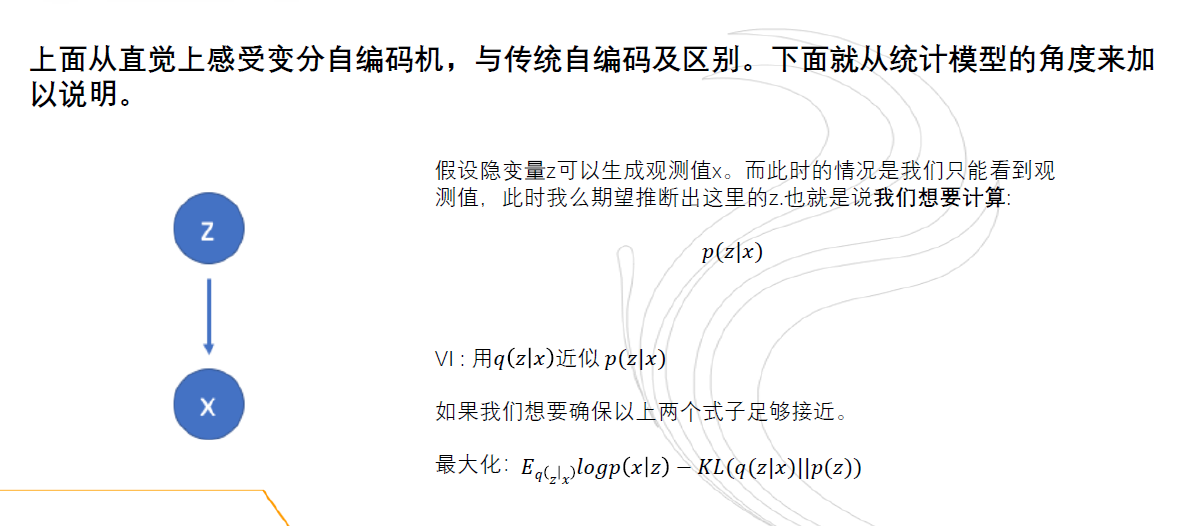 上面从直觉上感受变分自编码机，与传统自编码及区别。下面就从统计模型的角度来加
以说明。
假设隐变量z可以生成观测值x。而此时的情况是我们只能看到观
测值，此时我么期望推断出这里的z.也就是说我们想要计算:
p(z|x)
z
x
VI : 用q(z|x)近似 p(z|x)
如果我们想要确保以上两个式子足够接近。
最大化: E_{q(z|x)}logp(x|z) − KL(q(z|x)||p(z))